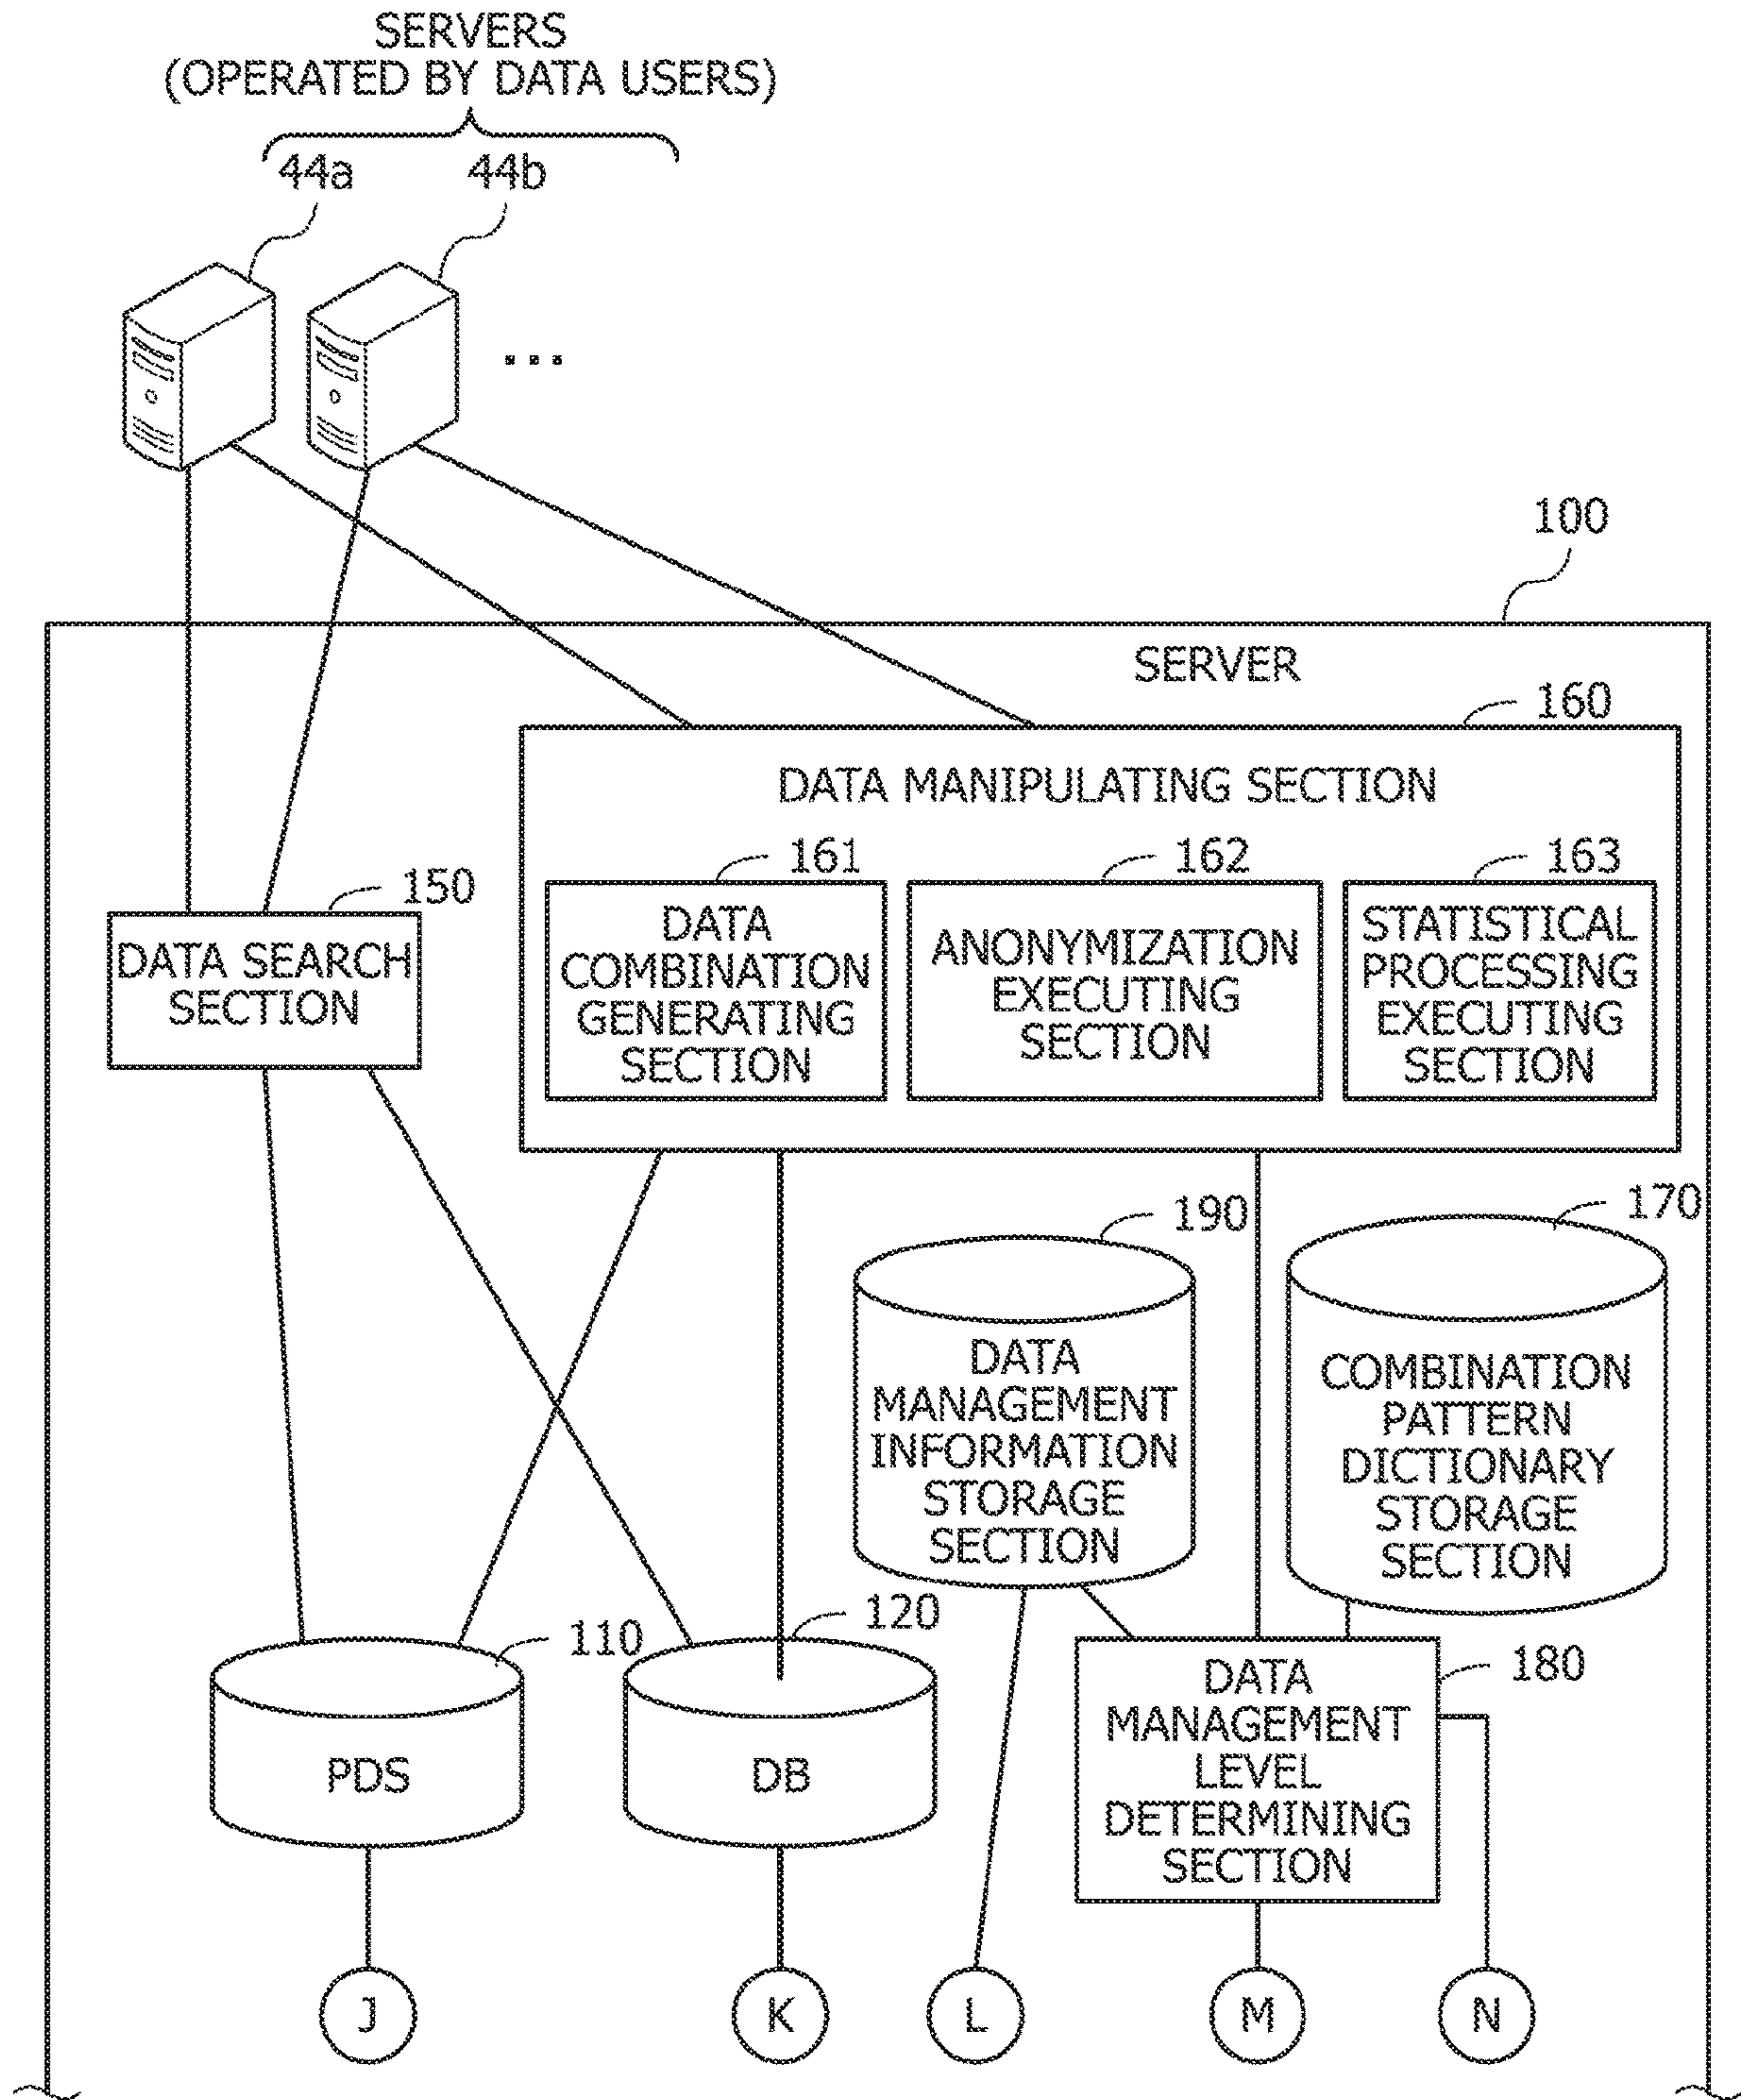 SERVERS
(OPERATED BY DATA USERS)
44a
44b
...
100
SERVER
160
DATA MANIPULATING SECTION
161
162
163
150
DATA SEARCH
SECTION
DATA
COMBINATION
GENERATING
SECTION
ANONYMIZATION
EXECUTING
SECTION
STATISTICAL
PROCESSING
EXECUTING
SECTION
190
170
DATA
MANAGEMENT
INFORMATION
STORAGE
SECTION
COMBINATION
PATTERN
DICTIONARY
STORAGE
SECTION
110
120
180
PDS
DB
DATA
MANAGEMENT
LEVEL
DETERMINING
SECTION
J
K
L
M
N